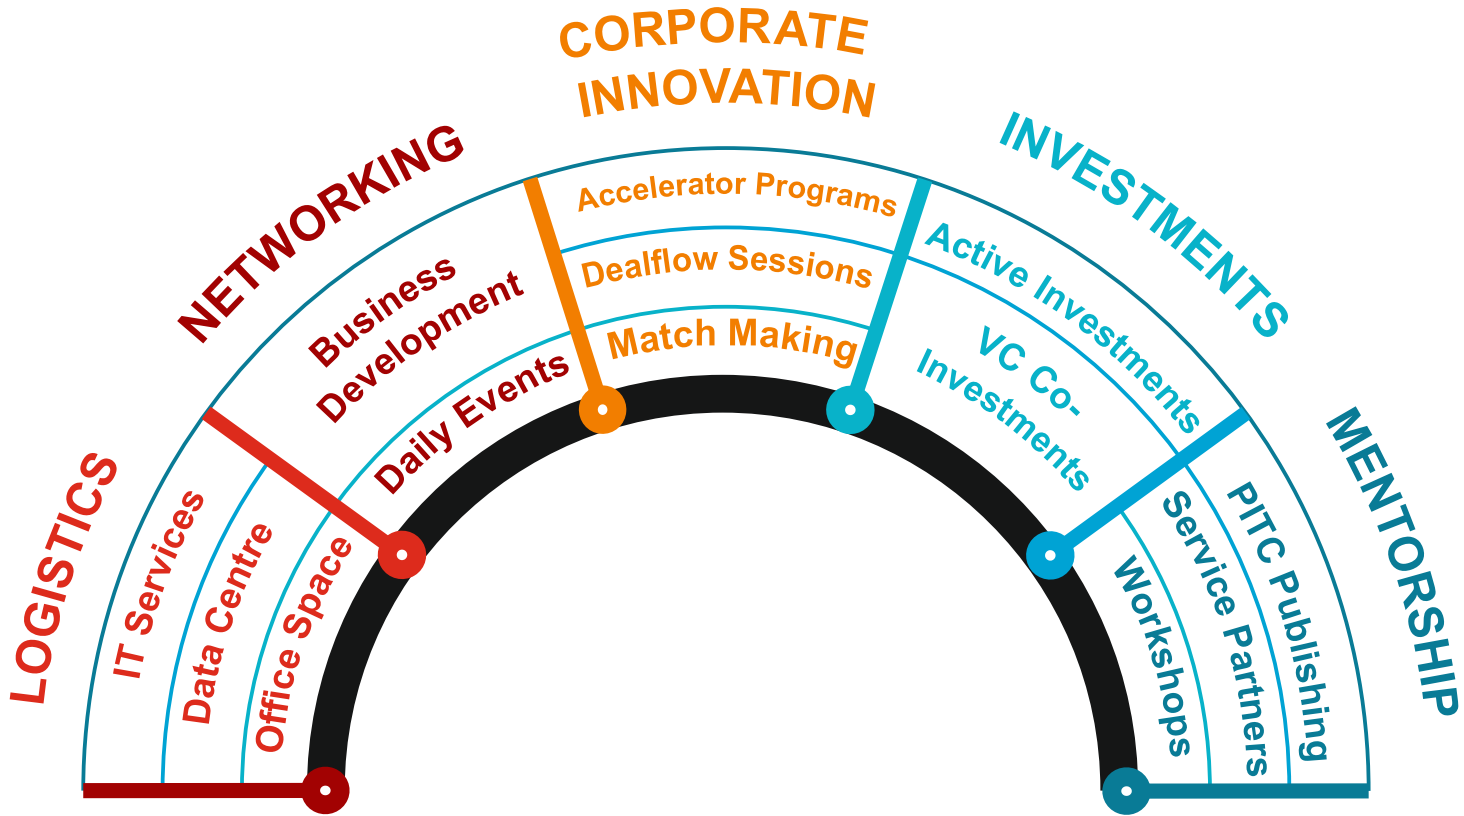 LOGISTICS
IT Services
Data Centre
Office Space
NETWORKING
Business
Development
Daily Events
CORPORATE
INNOVATION
Accelerator Programs
Dealflow Sessions
Match Making
INVESTMENTS
Active Investments
VC Co-
Investments
MENTORSHIP
PITC Publishing
Service Partners
Workshops